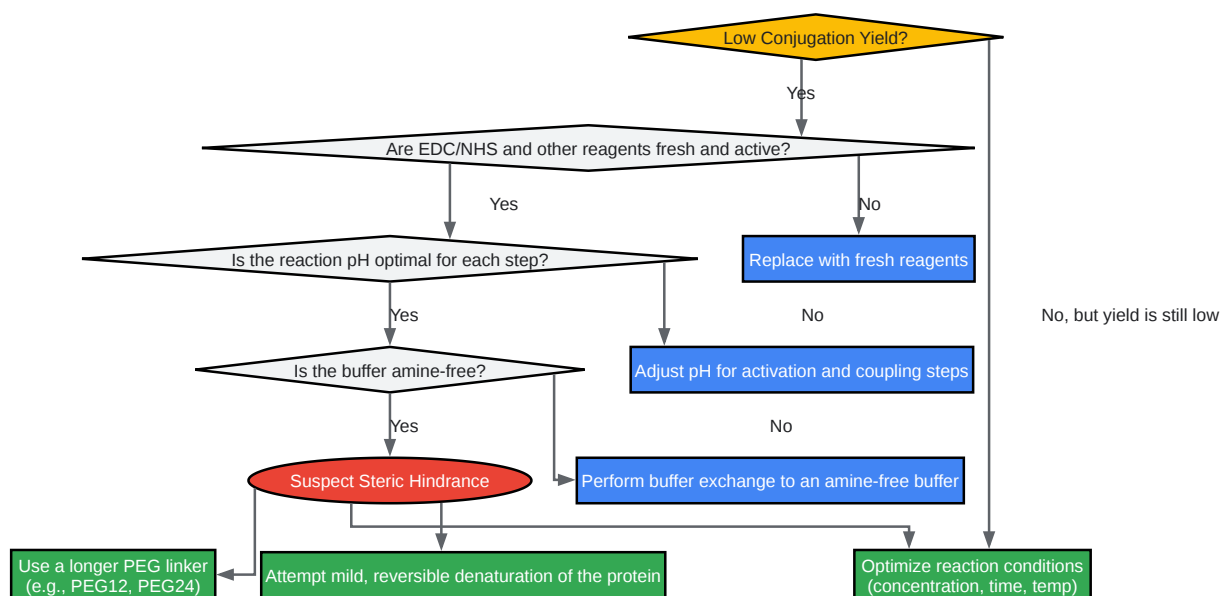 Low Conjugation Yield?
Yes
Are EDC/NHS and other reagents fresh and active?
Yes
No
Is the reaction pH optimal for each step?
Replace with fresh reagents
Yes
No
No, but yield is still low
Is the buffer amine-free?
Adjust pH for activation and coupling steps
Yes
No
Suspect Steric Hindrance
Perform buffer exchange to an amine-free buffer
Use a longer PEG linker
(e.g., PEG12, PEG24)
Attempt mild, reversible denaturation of the protein
Optimize reaction conditions
(concentration, time, temp)